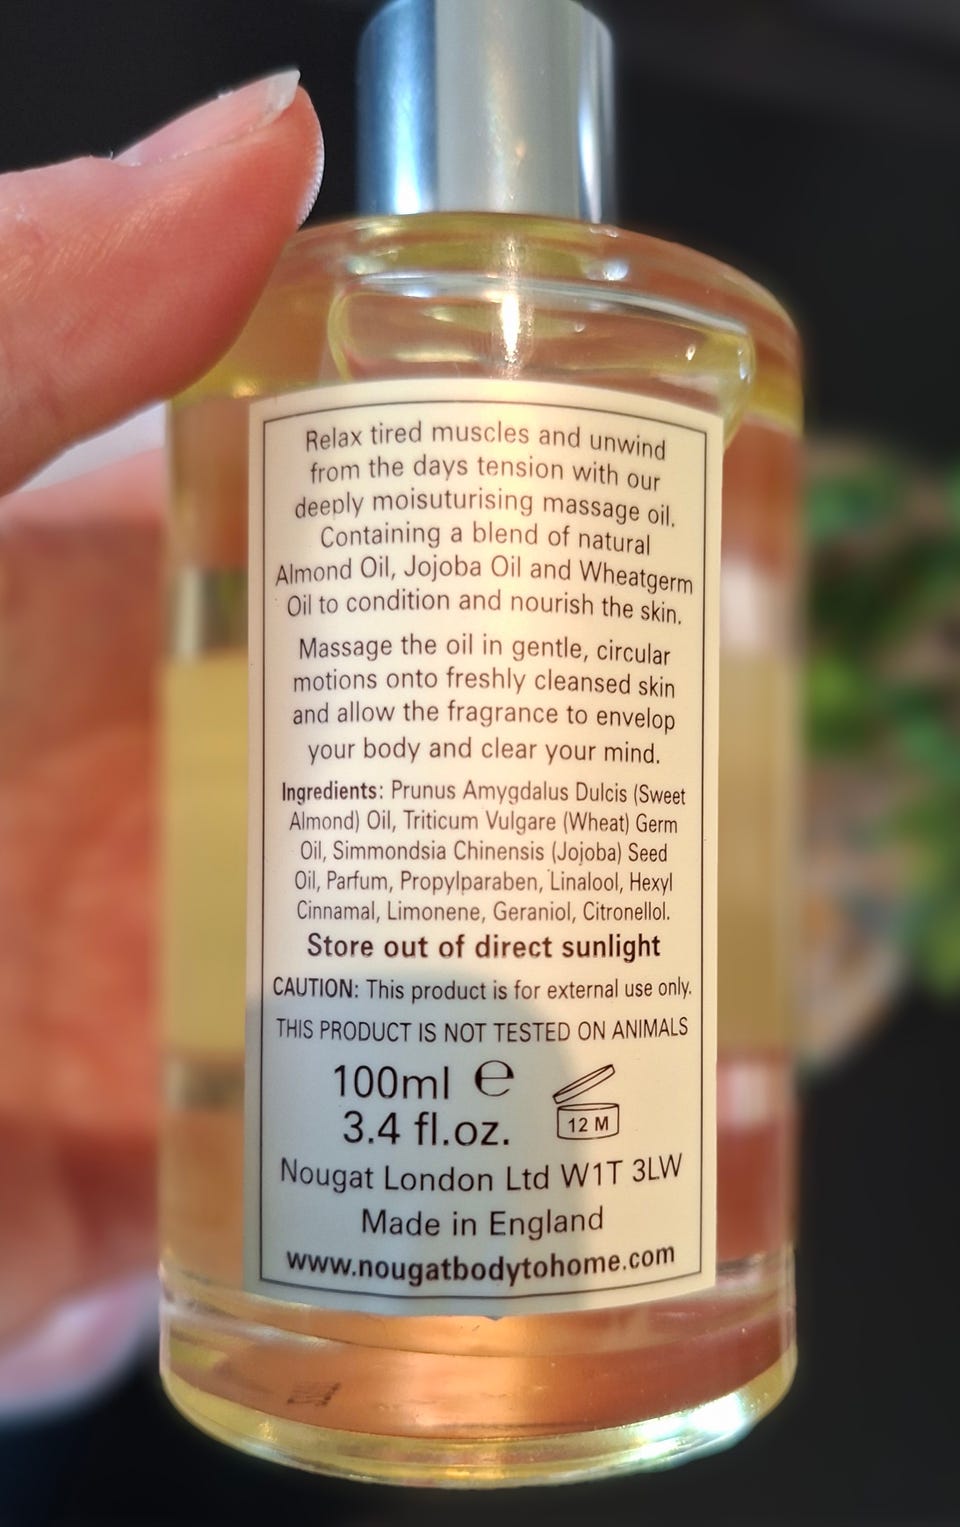 Relax tired muscles and unwind
from the days tension with our
deeply moisuturising massage oil.
Containing a blend of natural
Almond Oil, Jojoba Oil and Wheatgerm
Oil to condition and nourish the skin.
Massage the oil in gentle, circular
motions onto freshly cleansed skin
and allow the fragrance to envelop
your body and clear your mind.
Ingredients: Prunus Amygdalus Dulcis (Sweet
Almond) Oil, Triticum Vulgare (Wheat) Germ
Oil, Simmondsia Chinensis (Jojoba) Seed
Oil, Parfum, Propylparaben, Linalool, Hexyl
Cinnamal, Limonene, Geraniol, Citronellol.
Store out of direct sunlight
CAUTION: This product is for external use only.
THIS PRODUCT IS NOT TESTED ON ANIMALS
100ml ℮
3.4 fl.oz.
12 M
Nougat London Ltd W1T 3LW
Made in England
www.nougatbodytohome.com